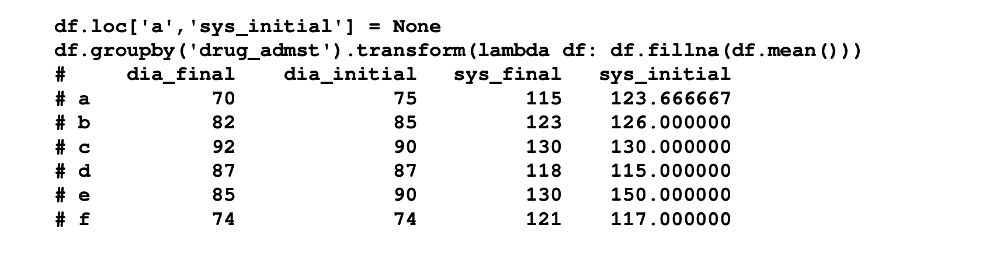 df.loc['a','sys_initial'] = None
df.groupby('drug_admst').transform(lambda df: df.fillna(df.mean()))
#     dia_final    dia_initial   sys_final   sys_initial
# a          70             75         115    123.666667
# b          82             85         123    126.000000
# c          92             90         130    130.000000
# d          87             87         118    115.000000
# e          85             90         130    150.000000
# f          74             74         121    117.000000